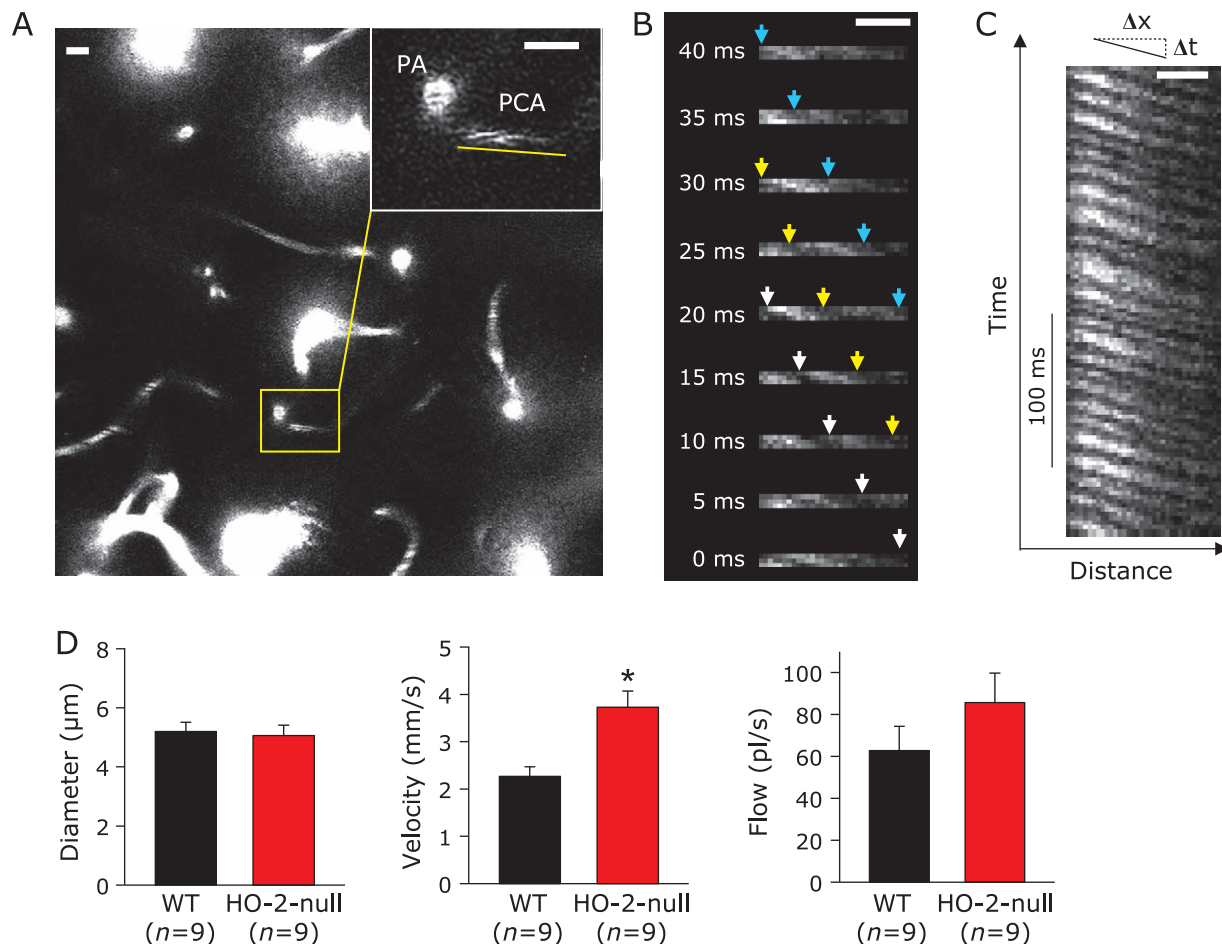 A
PA
PCA
B
40 ms
35 ms
30 ms
25 ms
20 ms
15 ms
10 ms
5 ms
0 ms
C
Δx
Δt
Time
100 ms
Distance
D
Diameter (µm)
8
6
4
2
0
WT
(n=9)
HO-2-null
(n=9)
Velocity (mm/s)
5
4
3
2
1
0
*
WT
(n=9)
HO-2-null
(n=9)
Flow (pl/s)
100
80
60
40
20
0
WT
(n=9)
HO-2-null
(n=9)